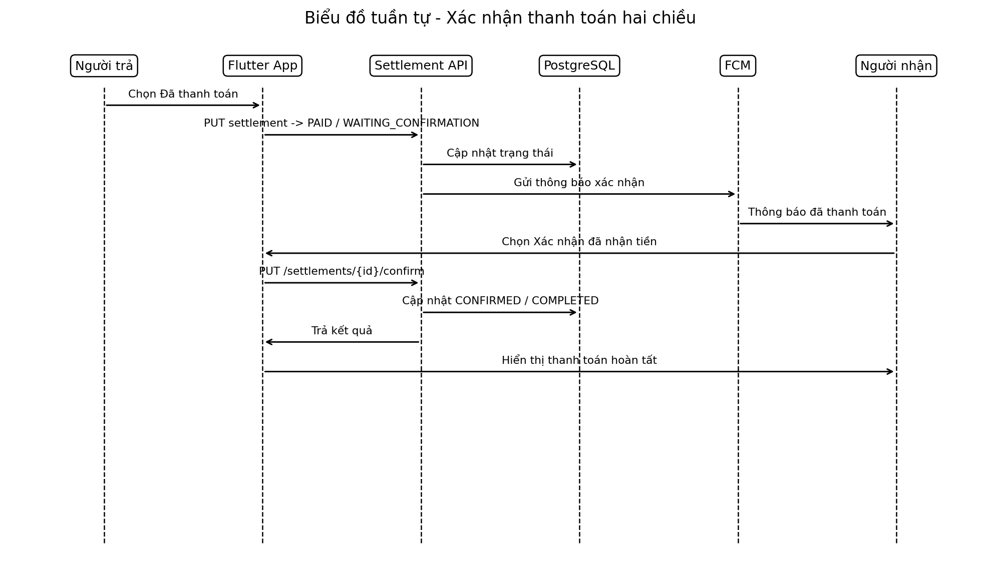 Biểu đồ tuần tự - Xác nhận thanh toán hai chiều
Người trả
Flutter App
Settlement API
PostgreSQL
FCM
Người nhận
Chọn Đã thanh toán
PUT settlement -> PAID / WAITING_CONFIRMATION
Cập nhật trạng thái
Gửi thông báo xác nhận
Thông báo đã thanh toán
Chọn Xác nhận đã nhận tiền
PUT /settlements/{id}/confirm
Cập nhật CONFIRMED / COMPLETED
Trả kết quả
Hiển thị thanh toán hoàn tất